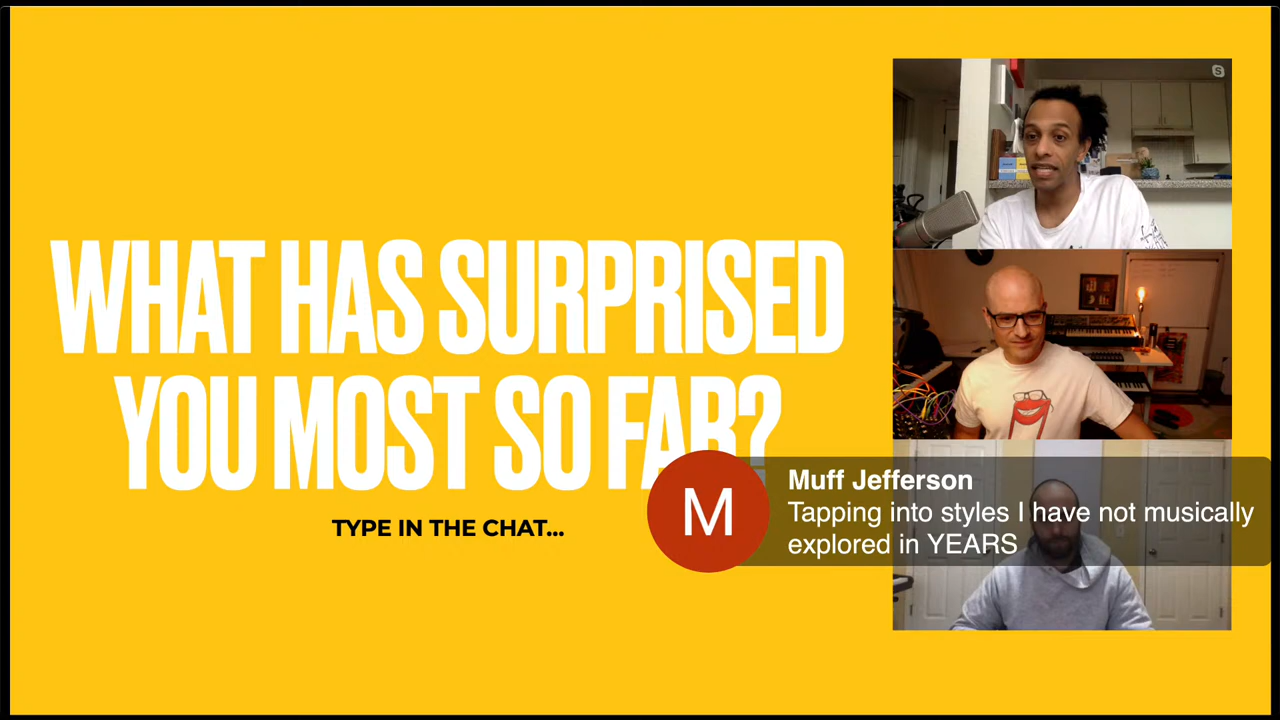 WHAT HAS SURPRISED
YOU MOST SO FAR?
TYPE IN THE CHAT...
M
Muff Jefferson
Tapping into styles I have not musically
explored in YEARS